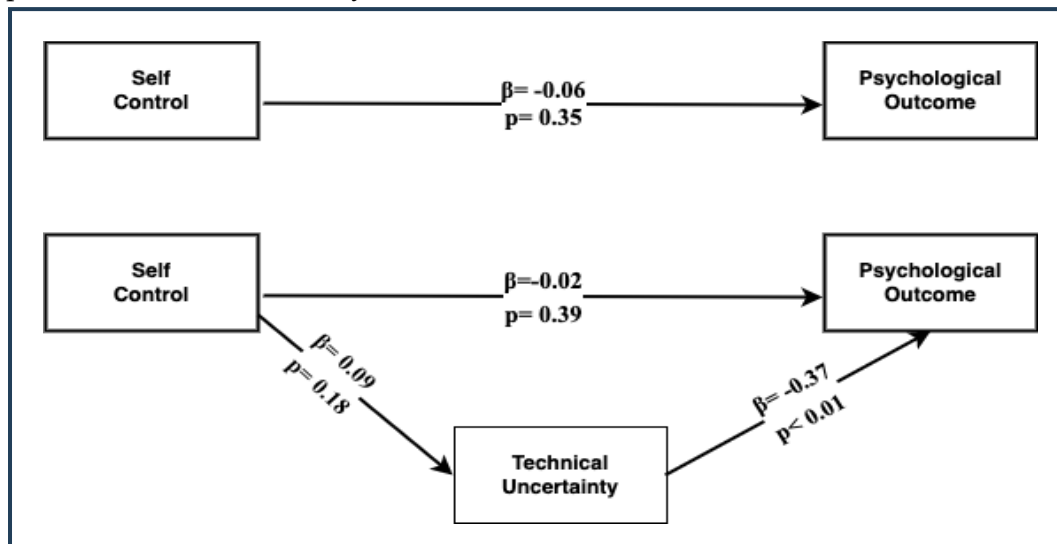 Self
Control
β= -0.06
p= 0.35
Psychological
Outcome
Self
Control
β=-0.02
p= 0.39
Psychological
Outcome
β= 0.09
p= 0.18
β= -0.37
p< 0.01
Technical
Uncertainty